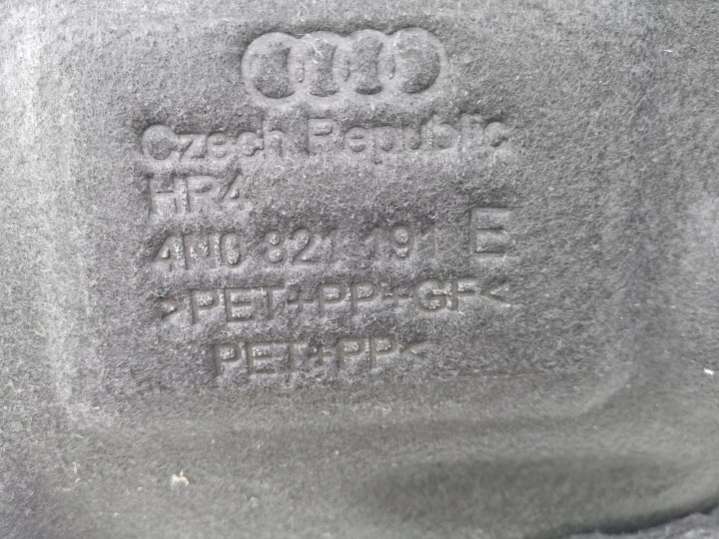 Czech Republic
HR4
4N0 821 191 E
>PET+PP+GF<
PET+PP<